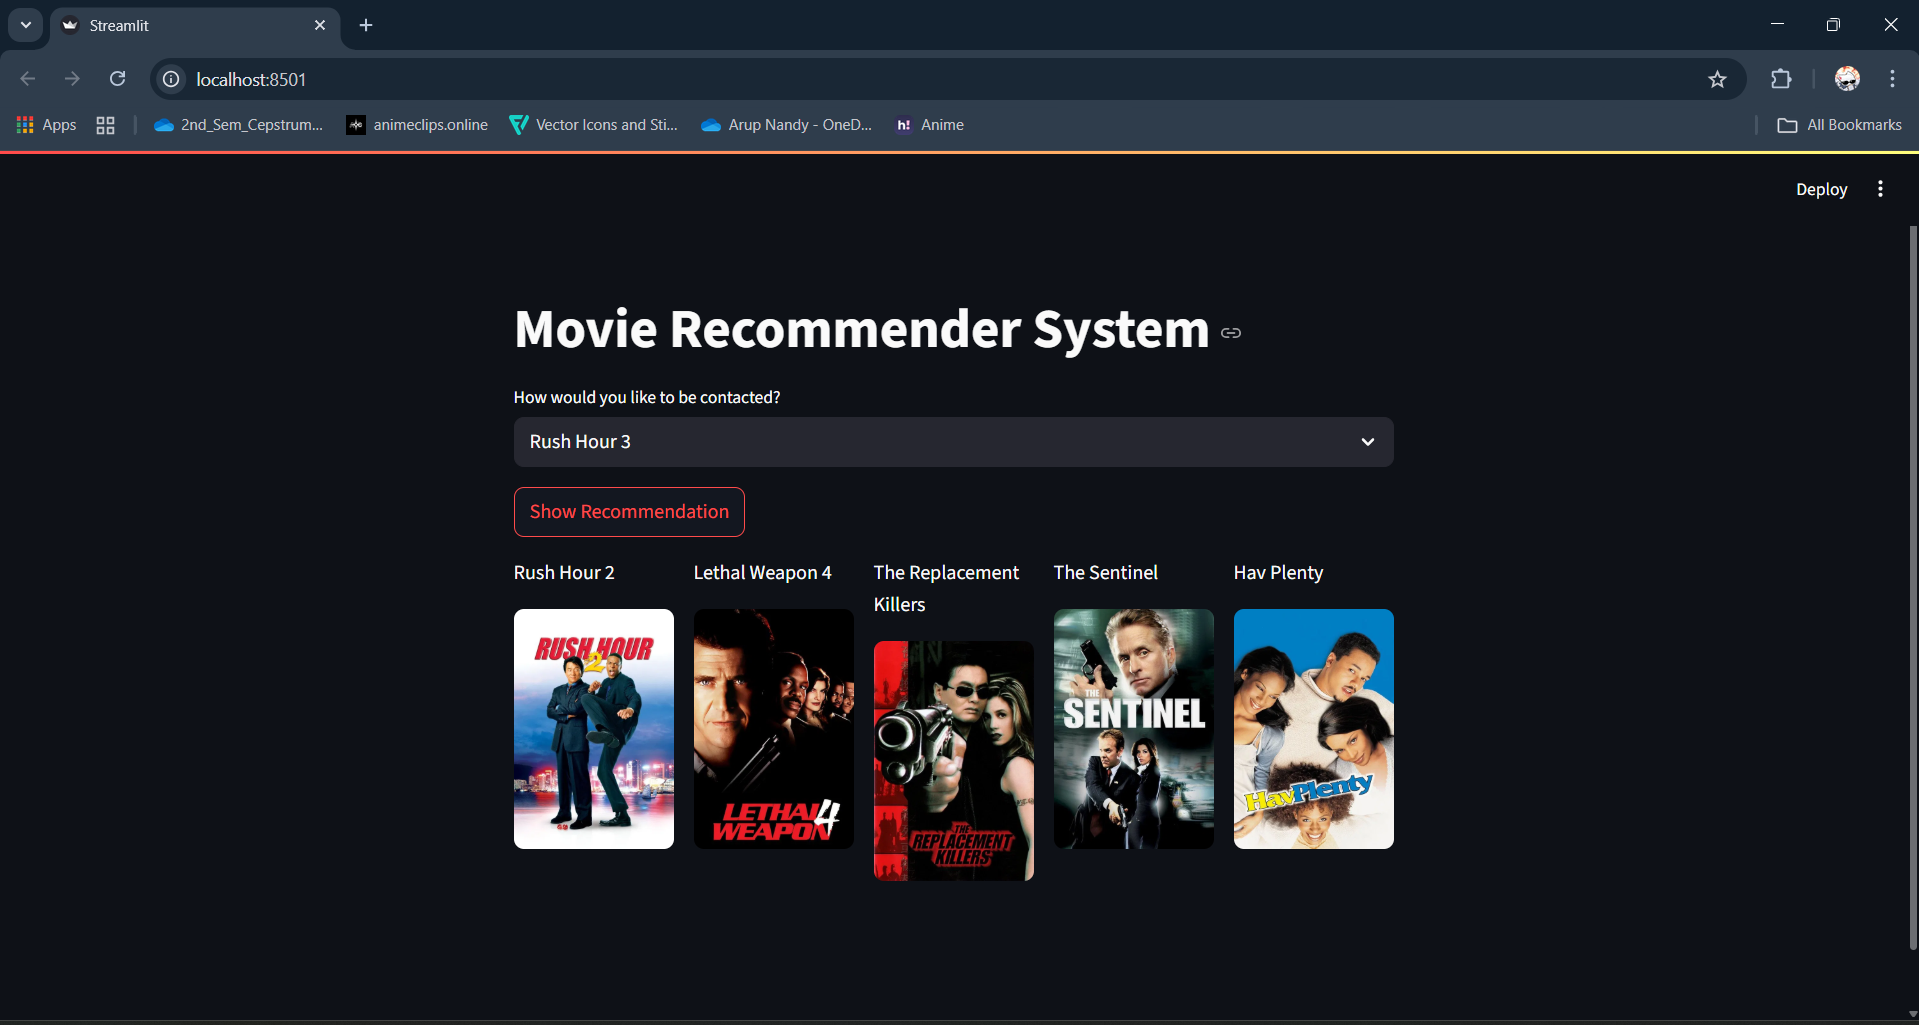 Streamlit
localhost:8501
Apps
2nd_Sem_Cepstrum...
animeclips.online
Vector Icons and Sti...
Arup Nandy - OneD...
h!
Anime
All Bookmarks
Deploy
Movie Recommender System
How would you like to be contacted?
Rush Hour 3
Show Recommendation
Rush Hour 2
Lethal Weapon 4
The Replacement
Killers
The Sentinel
Hav Plenty
RUSH HOUR
2
LETHAL
WEAPON 4
THE
REPLACEMENT
KILLERS
THE
SENTINEL
HavPlenty